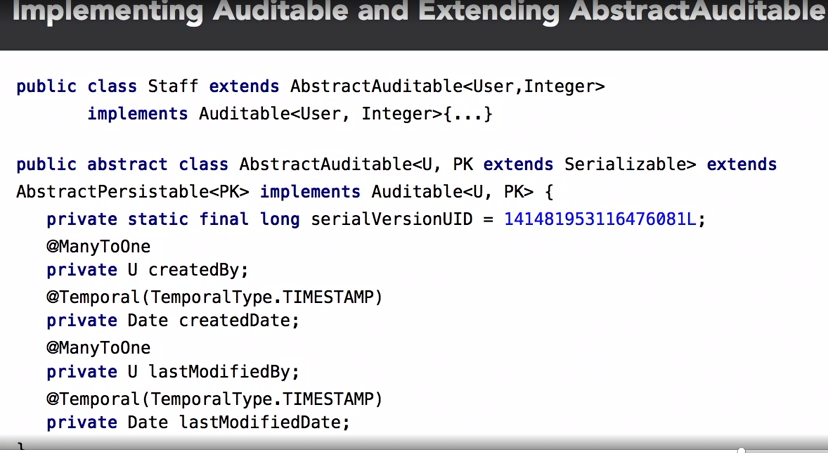 Implementing Auditable and Extending AbstractAuditable
public class Staff extends AbstractAuditable<User,Integer>
implements Auditable<User, Integer>{...}
public abstract class AbstractAuditable<U, PK extends Serializable> extends
AbstractPersistable<PK> implements Auditable<U, PK> {
private static final long serialVersionUID = 141481953116476081L;
@ManyToOne
private U createdBy;
@Temporal(TemporalType.TIMESTAMP)
private Date createdDate;
@ManyToOne
private U lastModifiedBy;
@Temporal(TemporalType.TIMESTAMP)
private Date lastModifiedDate;
}